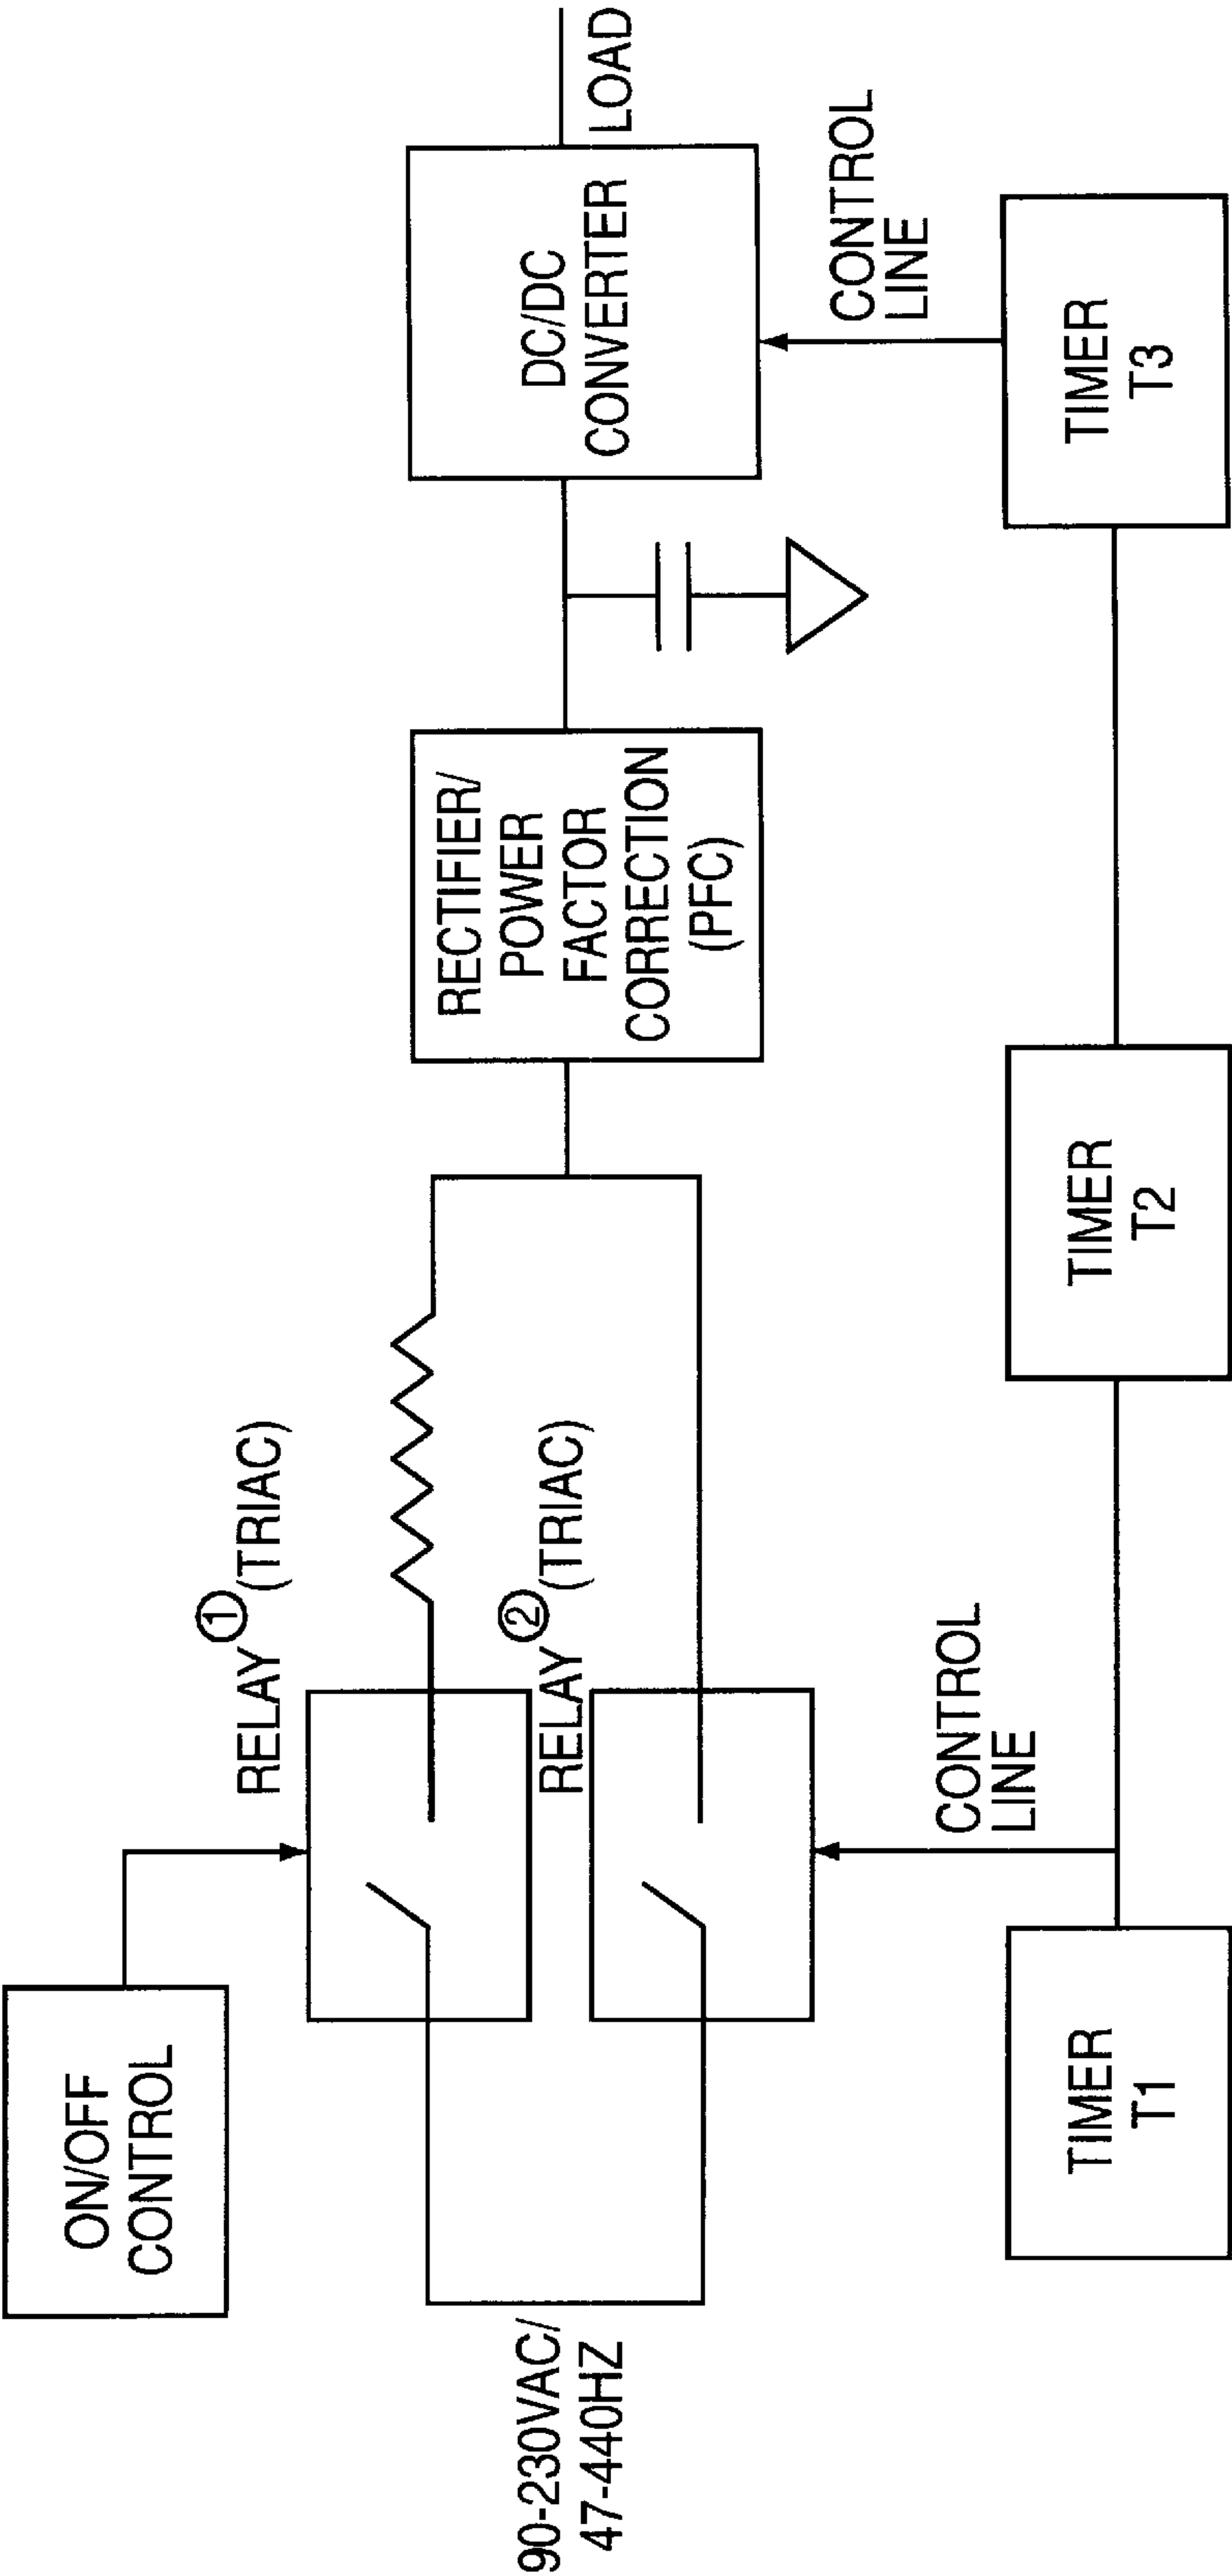 ON/OFF
CONTROL
RELAY ① (TRIAC)
RELAY ② (TRIAC)
90-230VAC/
47-440HZ
RECTIFIER/
POWER
FACTOR
CORRECTION
(PFC)
DC/DC
CONVERTER
LOAD
CONTROL
LINE
CONTROL
LINE
TIMER
T1
TIMER
T2
TIMER
T3